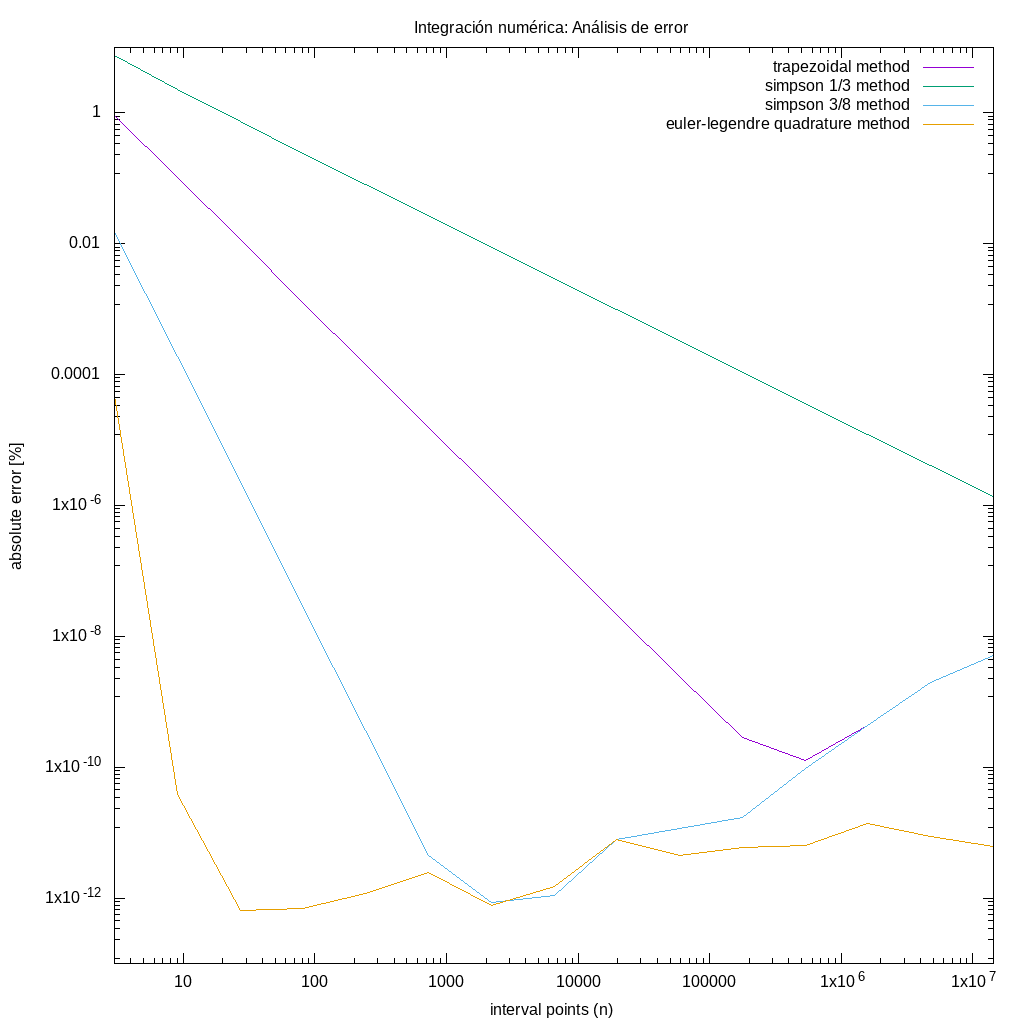 Integración numérica: Análisis de error
trapezoidal method
simpson 1/3 method
simpson 3/8 method
euler-legendre quadrature method
1
0.01
0.0001
1x10^-6
1x10^-8
1x10^-10
1x10^-12
absolute error [%]
10 100 1000 10000 100000 1x10^6 1x10^7
interval points (n)